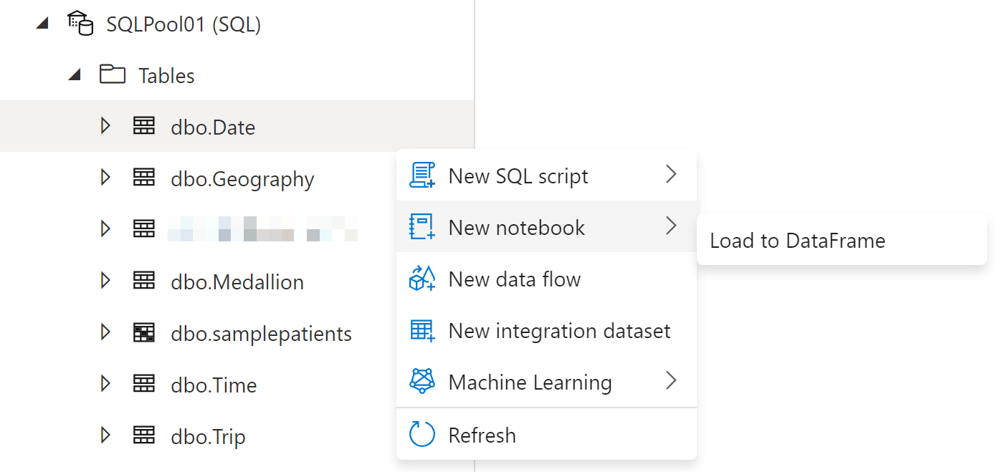 SQLPool01 (SQL)
Tables
dbo.Date
dbo.Geography
dbo.Medallion
dbo.samplepatients
dbo.Time
dbo.Trip
New SQL script
New notebook
New data flow
New integration dataset
Machine Learning
Refresh
Load to DataFrame